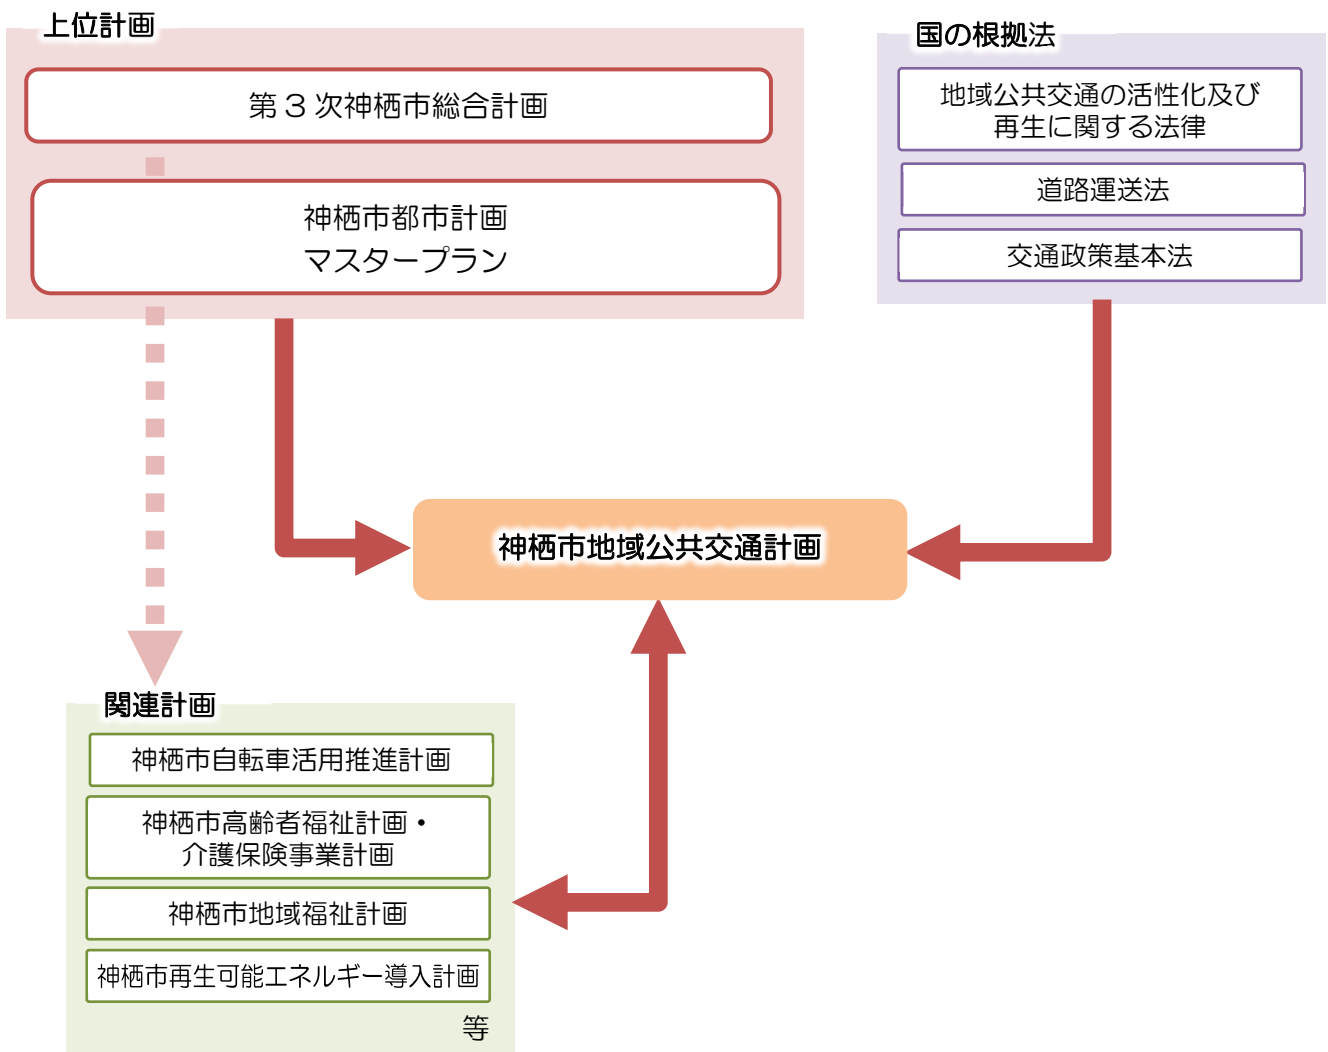 上位計画
第3次神栖市総合計画
神栖市都市計画
マスタープラン
国の根拠法
地域公共交通の活性化及び
再生に関する法律
道路運送法
交通政策基本法
神栖市地域公共交通計画
関連計画
神栖市自転車活用推進計画
神栖市高齢者福祉計画・
介護保険事業計画
神栖市地域福祉計画
神栖市再生可能エネルギー導入計画
等